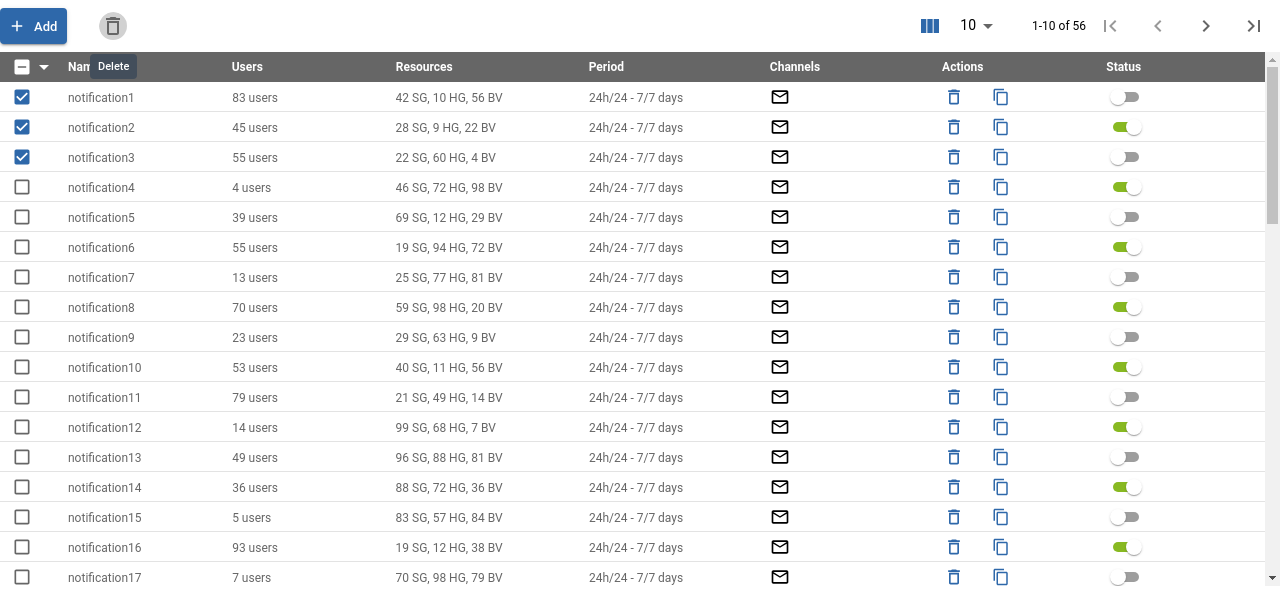 Add
10
1-10 of 56
Delete
Nam Users Resources Period Channels Actions Status
notification1 83 users 42 SG, 10 HG, 56 BV 24h/24 - 7/7 days
notification2 45 users 28 SG, 9 HG, 22 BV 24h/24 - 7/7 days
notification3 55 users 22 SG, 60 HG, 4 BV 24h/24 - 7/7 days
notification4 4 users 46 SG, 72 HG, 98 BV 24h/24 - 7/7 days
notification5 39 users 69 SG, 12 HG, 29 BV 24h/24 - 7/7 days
notification6 55 users 19 SG, 94 HG, 72 BV 24h/24 - 7/7 days
notification7 13 users 25 SG, 77 HG, 81 BV 24h/24 - 7/7 days
notification8 70 users 59 SG, 98 HG, 20 BV 24h/24 - 7/7 days
notification9 23 users 29 SG, 63 HG, 9 BV 24h/24 - 7/7 days
notification10 53 users 40 SG, 11 HG, 56 BV 24h/24 - 7/7 days
notification11 79 users 21 SG, 49 HG, 14 BV 24h/24 - 7/7 days
notification12 14 users 99 SG, 68 HG, 7 BV 24h/24 - 7/7 days
notification13 49 users 96 SG, 88 HG, 81 BV 24h/24 - 7/7 days
notification14 36 users 88 SG, 72 HG, 36 BV 24h/24 - 7/7 days
notification15 5 users 83 SG, 57 HG, 84 BV 24h/24 - 7/7 days
notification16 93 users 19 SG, 12 HG, 38 BV 24h/24 - 7/7 days
notification17 7 users 70 SG, 98 HG, 79 BV 24h/24 - 7/7 days